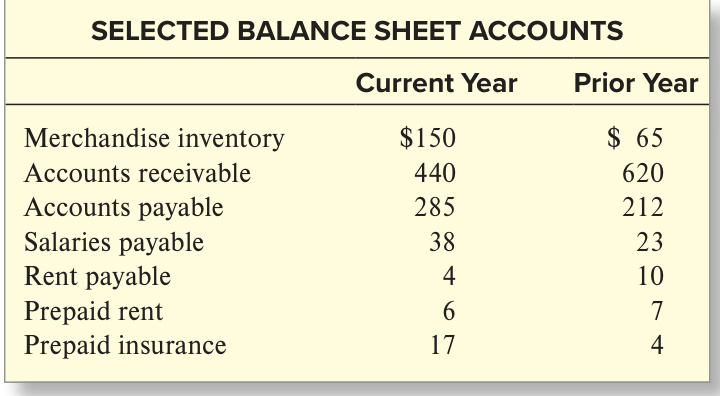 SELECTED BALANCE SHEET ACCOUNTS
Current Year Prior Year
Merchandise inventory $150 $ 65
Accounts receivable 440 620
Accounts payable 285 212
Salaries payable 38 23
Rent payable 4 10
Prepaid rent 6 7
Prepaid insurance 17 4